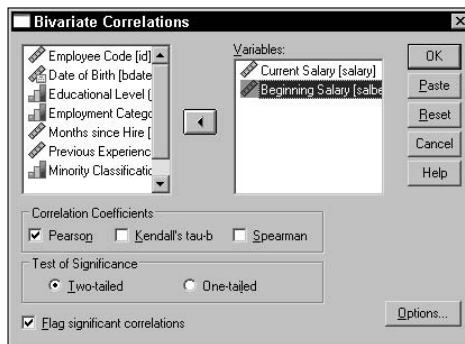 Bivariate Correlations
Employee Code [id]
Date of Birth [bdate
Educational Level (
Employment Catego
Months since Hire [
Previous Experienc
Minority Classificatio
Variables:
Current Salary [salary]
Beginning Salary [salbe
OK
Paste
Reset
Cancel
Help
Correlation Coefficients
Pearson Kendall's tau-b Spearman
Test of Significance
Two-tailed One-tailed
Flag significant correlations
Options...